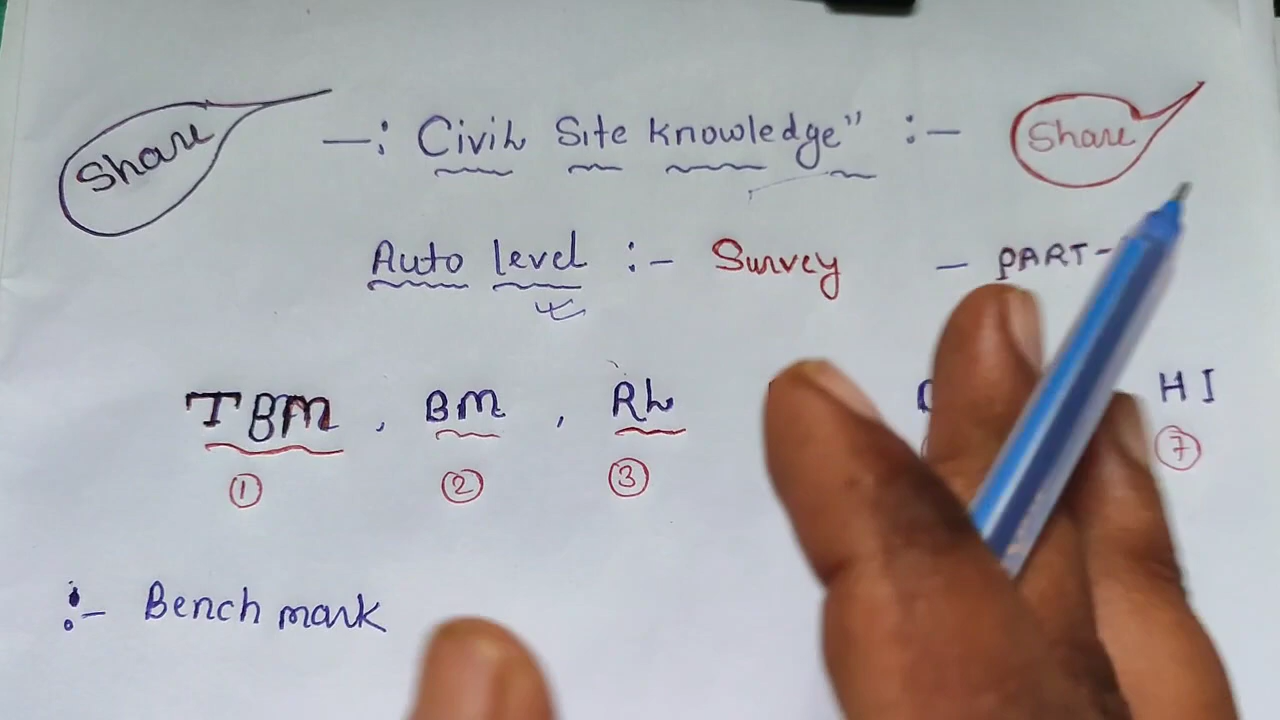 Share -: Civil Site knowledge" :- Share
Auto level :- Survey - PART-
TBM , BM , RL HI
① ② ③ ⑦
:- Bench mark